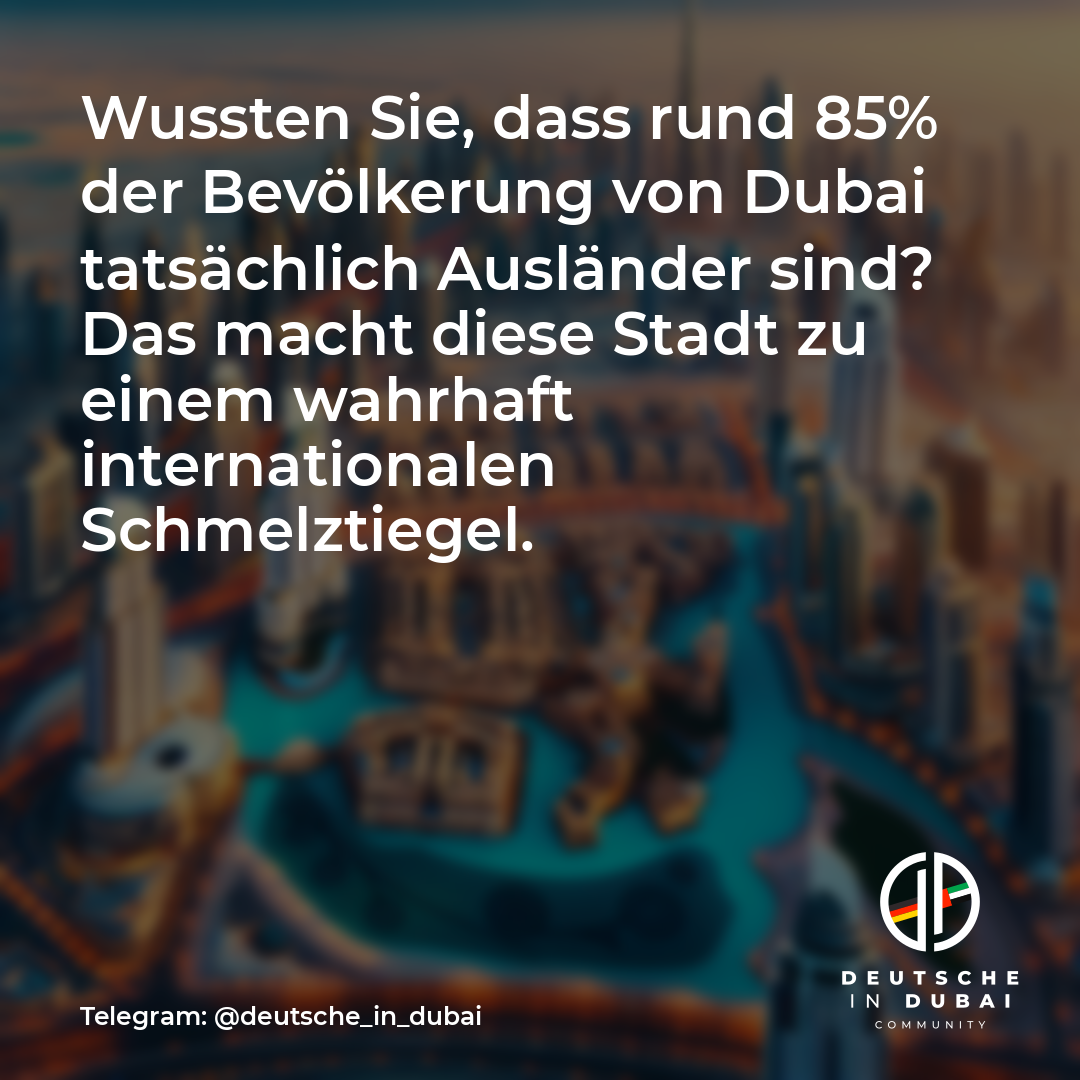 Wussten Sie, dass rund 85%
der Bevölkerung von Dubai
tatsächlich Ausländer sind?
Das macht diese Stadt zu
einem wahrhaft
internationalen
Schmelztiegel.
Telegram: @deutsche_in_dubai
DEUTSCHE
IN DUBAI
COMMUNITY